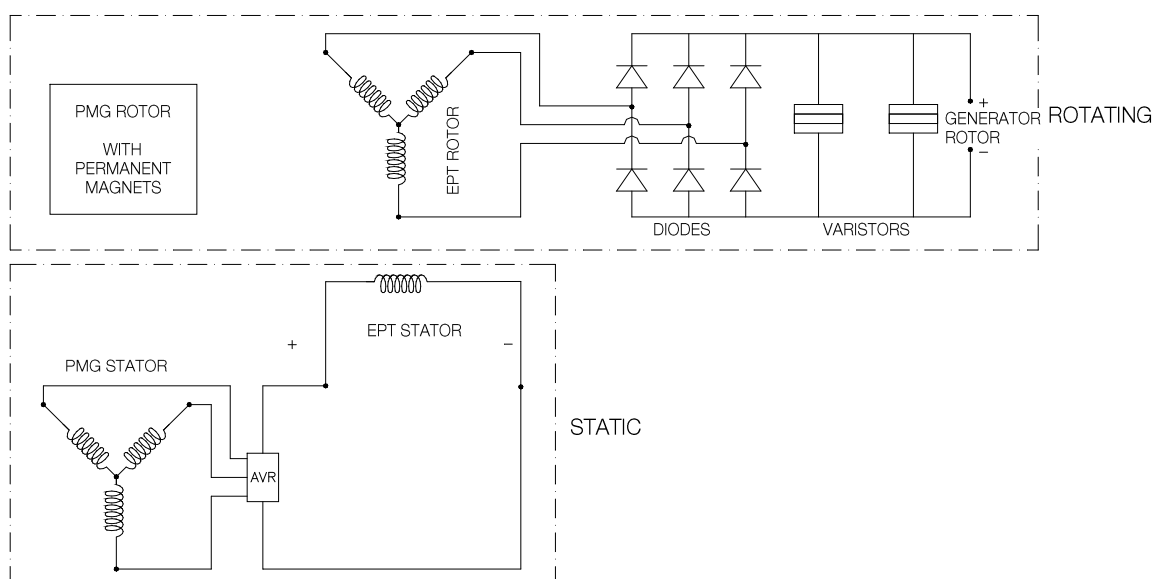 PMG ROTOR
WITH
PERMANENT
MAGNETS
EPT ROTOR
DIODES
VARISTORS
+
GENERATOR
ROTOR
–
ROTATING
EPT STATOR
+
–
PMG STATOR
AVR
STATIC